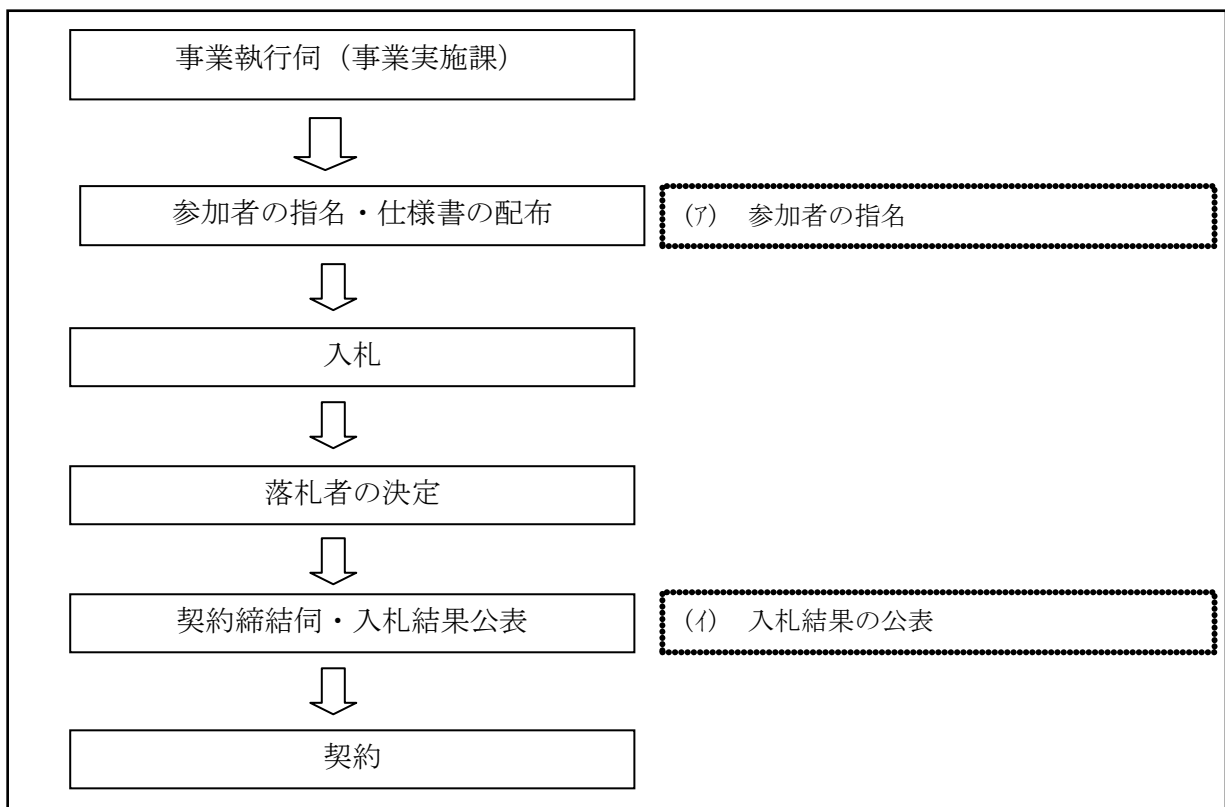 事業執行伺（事業実施課）
参加者の指名・仕様書の配布
(ｱ)　参加者の指名
入札
落札者の決定
契約締結伺・入札結果公表
(ｲ)　入札結果の公表
契約